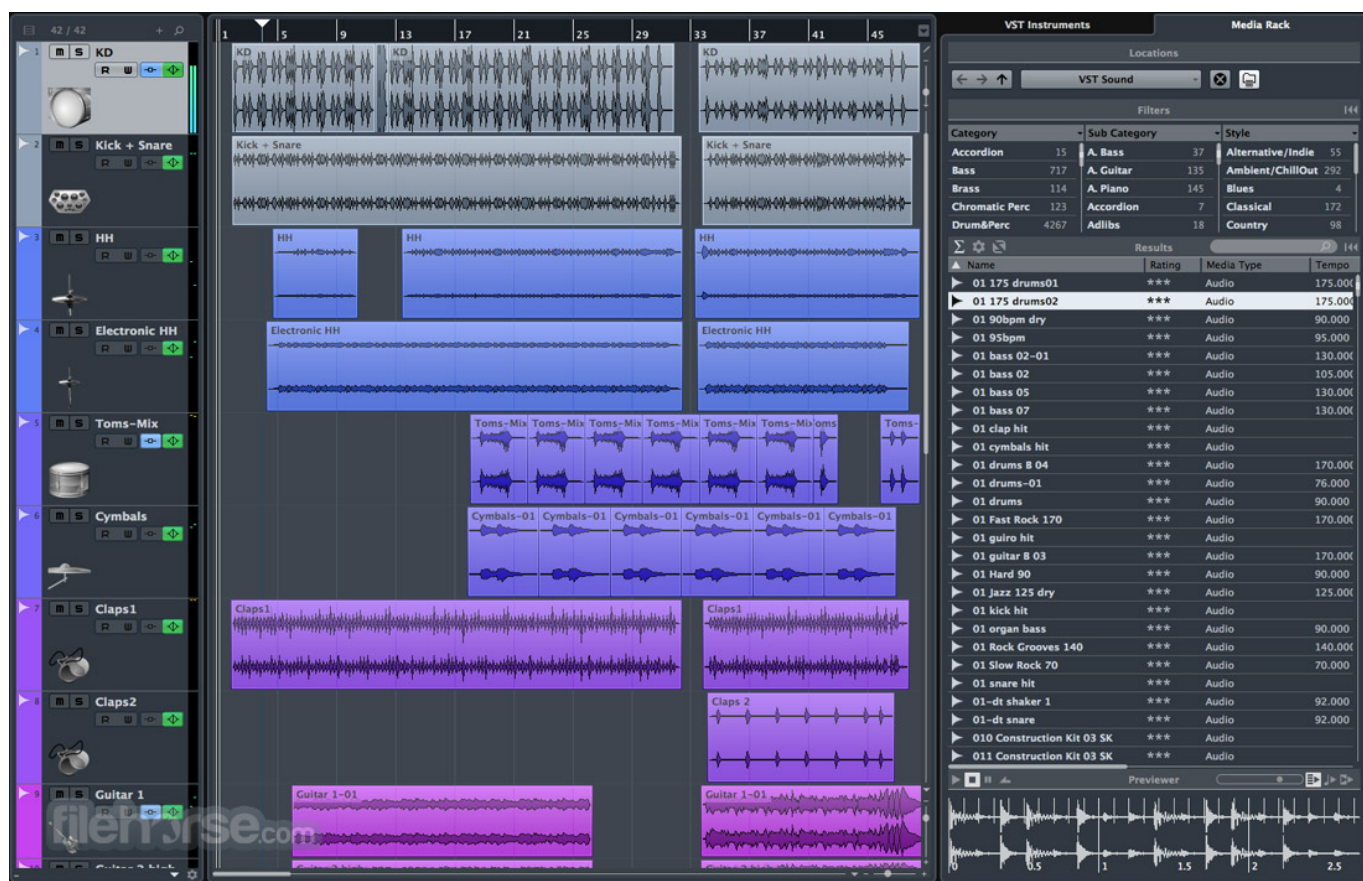 42 / 42 +
1 5 9 13 17 21 25 29 33 37 41 45
1 m S KD
R W
2 m S Kick + Snare
R W
3 m S HH
R W
4 m S Electronic HH
R W
5 m S Toms-Mix
R W
6 m S Cymbals
R W
7 m S Claps1
R W
8 m S Claps2
R W
9 m S Guitar 1
R W
filehorse.com
KD KD KD
Kick + Snare Kick + Snare
HH HH HH
Electronic HH Electronic HH
Toms-Mix Toms-Mix Toms-Mix Toms-Mix Toms-Mix Toms-Mix oms Toms-
Cymbals-01 Cymbals-01 Cymbals-01 Cymbals-01 Cymbals-01 Cymbals-01
Claps1 Claps1
Claps 2
Guitar 1-01 Guitar 1-01
VST Instruments Media Rack
Locations
VST Sound
Filters
Category Sub Category Style
Accordion 15 A. Bass 37 Alternative/Indie 55
Bass 717 A. Guitar 135 Ambient/ChillOut 292
Brass 114 A. Piano 145 Blues 4
Chromatic Perc 123 Accordion 7 Classical 172
Drum&Perc 4267 Adlibs 18 Country 98
Results
Name Rating Media Type Tempo
01 175 drums01 *** Audio 175.00
01 175 drums02 *** Audio 175.00
01 90bpm dry *** Audio 90.000
01 95bpm *** Audio 95.000
01 bass 02-01 *** Audio 130.00
01 bass 02 *** Audio 105.00
01 bass 05 *** Audio 130.00
01 bass 07 *** Audio 130.00
01 clap hit *** Audio
01 cymbals hit *** Audio
01 drums B 04 *** Audio 170.00
01 drums-01 *** Audio 76.000
01 drums *** Audio 90.000
01 Fast Rock 170 *** Audio 170.00
01 guiro hit *** Audio
01 guitar B 03 *** Audio 170.00
01 Hard 90 *** Audio 90.000
01 Jazz 125 dry *** Audio 125.00
01 kick hit *** Audio
01 organ bass *** Audio 90.000
01 Rock Grooves 140 *** Audio 140.00
01 Slow Rock 70 *** Audio 70.000
01 snare hit *** Audio
01-dt shaker 1 *** Audio 92.000
01-dt snare *** Audio 92.000
010 Construction Kit 03 SK *** Audio
011 Construction Kit 03 SK *** Audio
Previewer
0 0.5 1 1.5 2 2.5